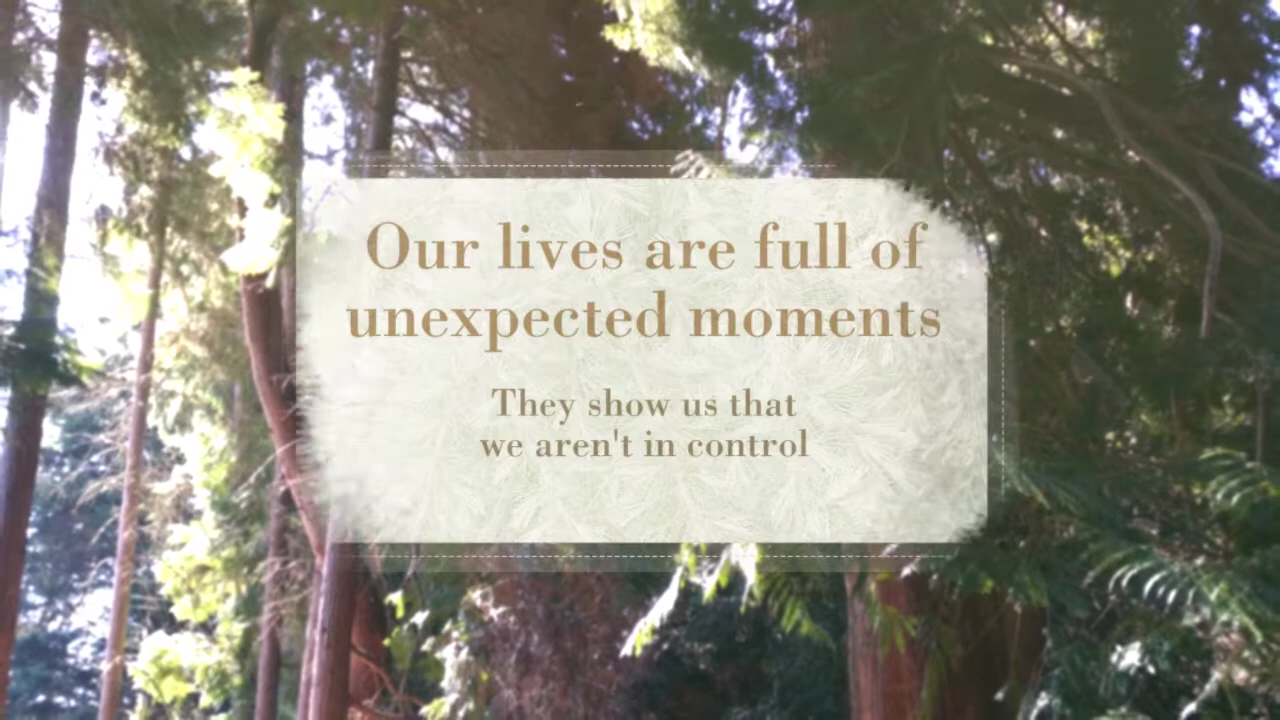 Our lives are full of
unexpected moments
They show us that
we aren't in control